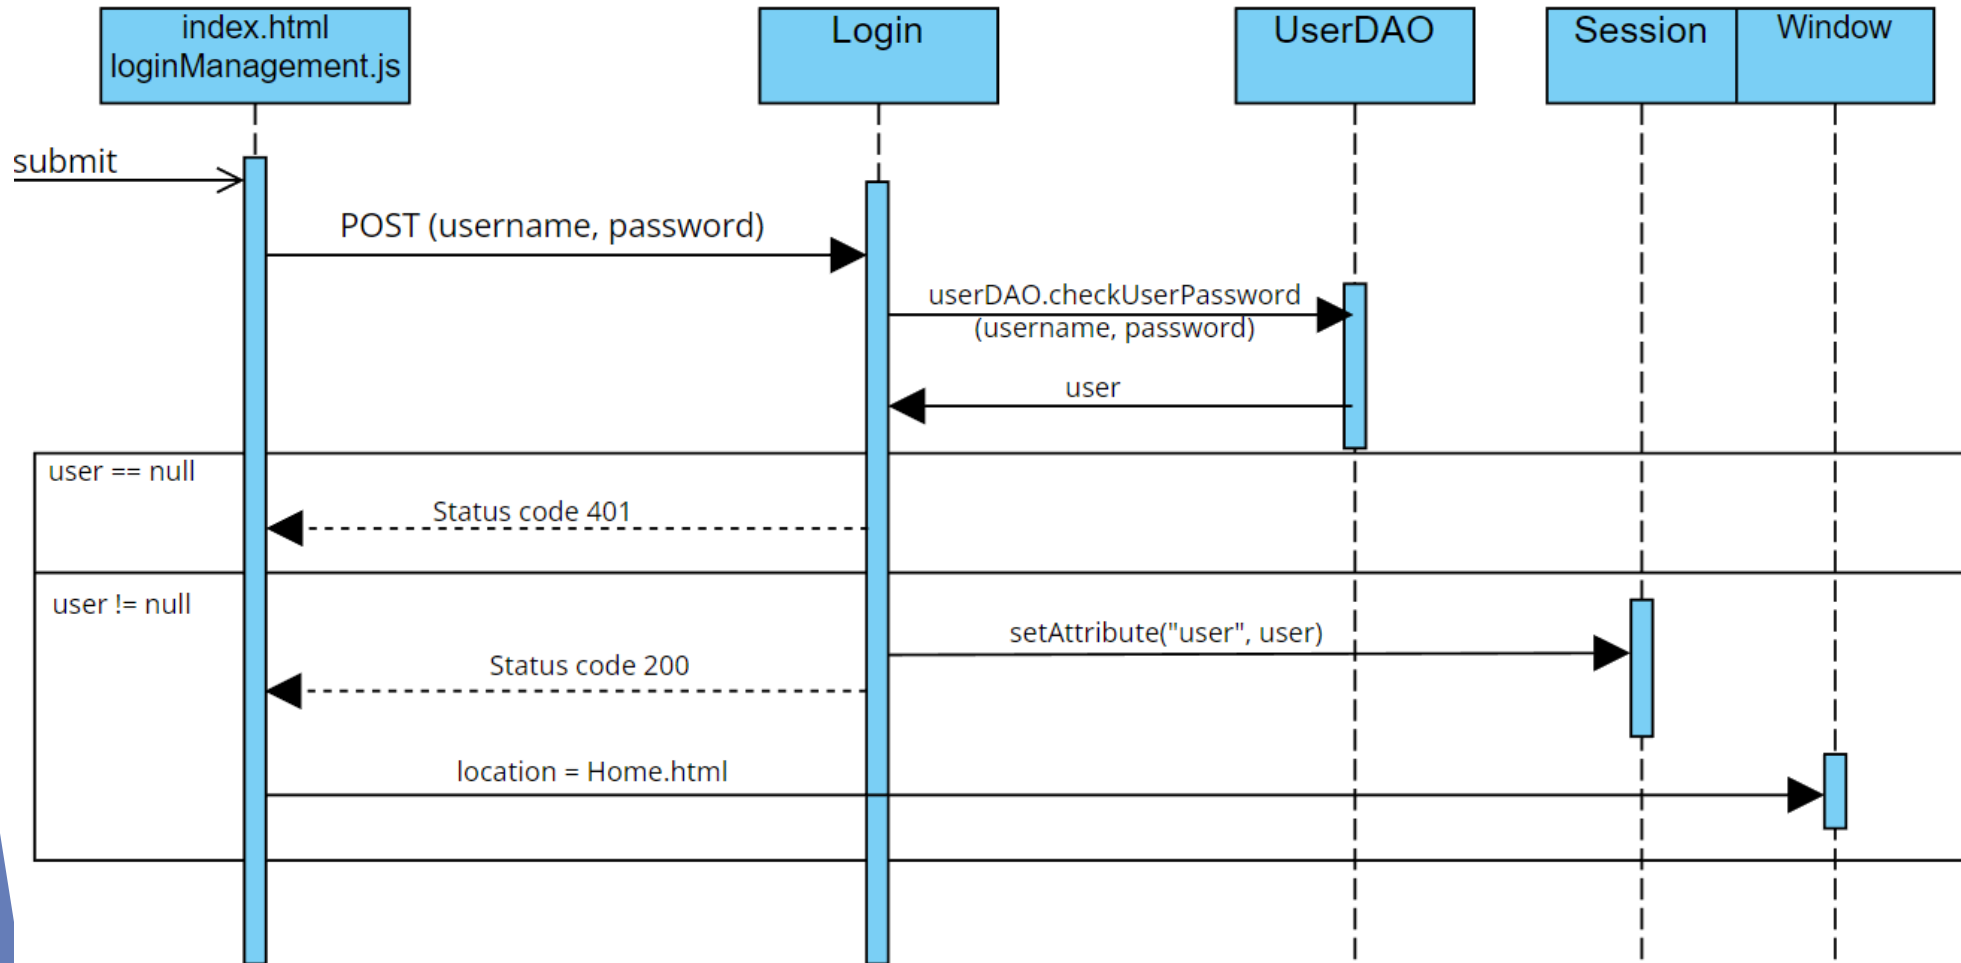 index.html
loginManagement.js
Login
UserDAO
Session
Window
submit
POST (username, password)
userDAO.checkUserPassword
(username, password)
user
user == null
Status code 401
user != null
setAttribute("user", user)
Status code 200
location = Home.html